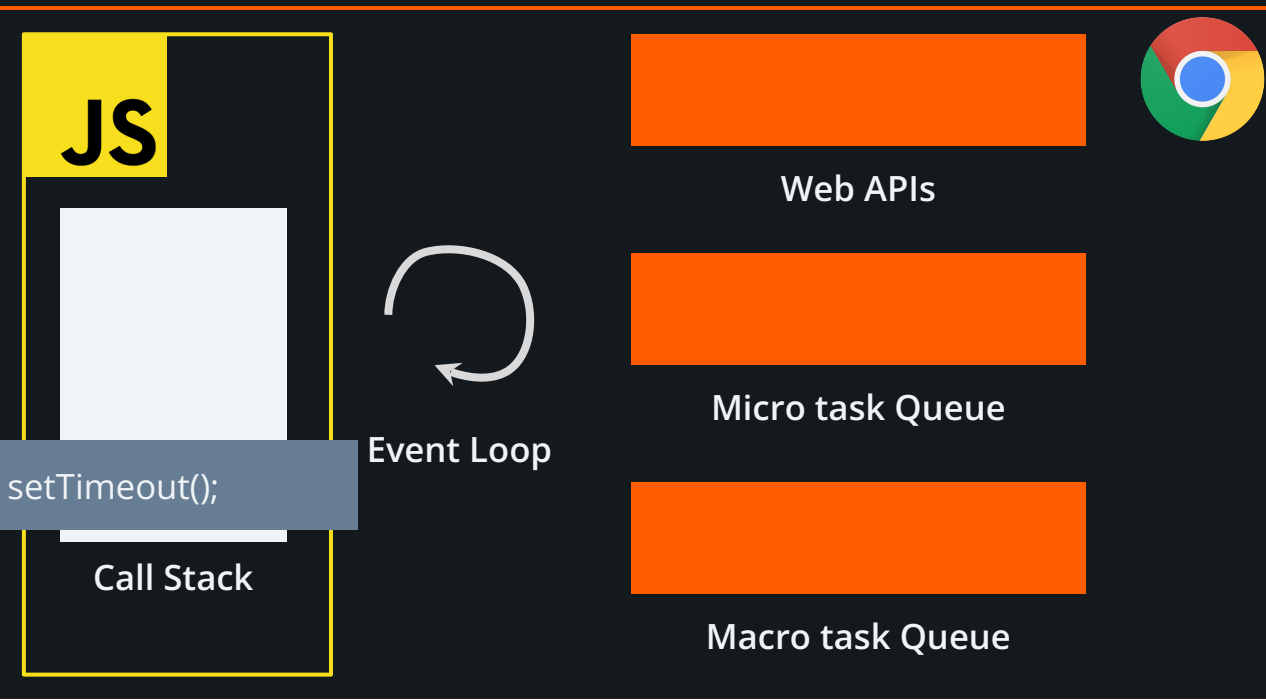 JS
Web APIs
Micro task Queue
Event Loop
setTimeout();
Call Stack
Macro task Queue